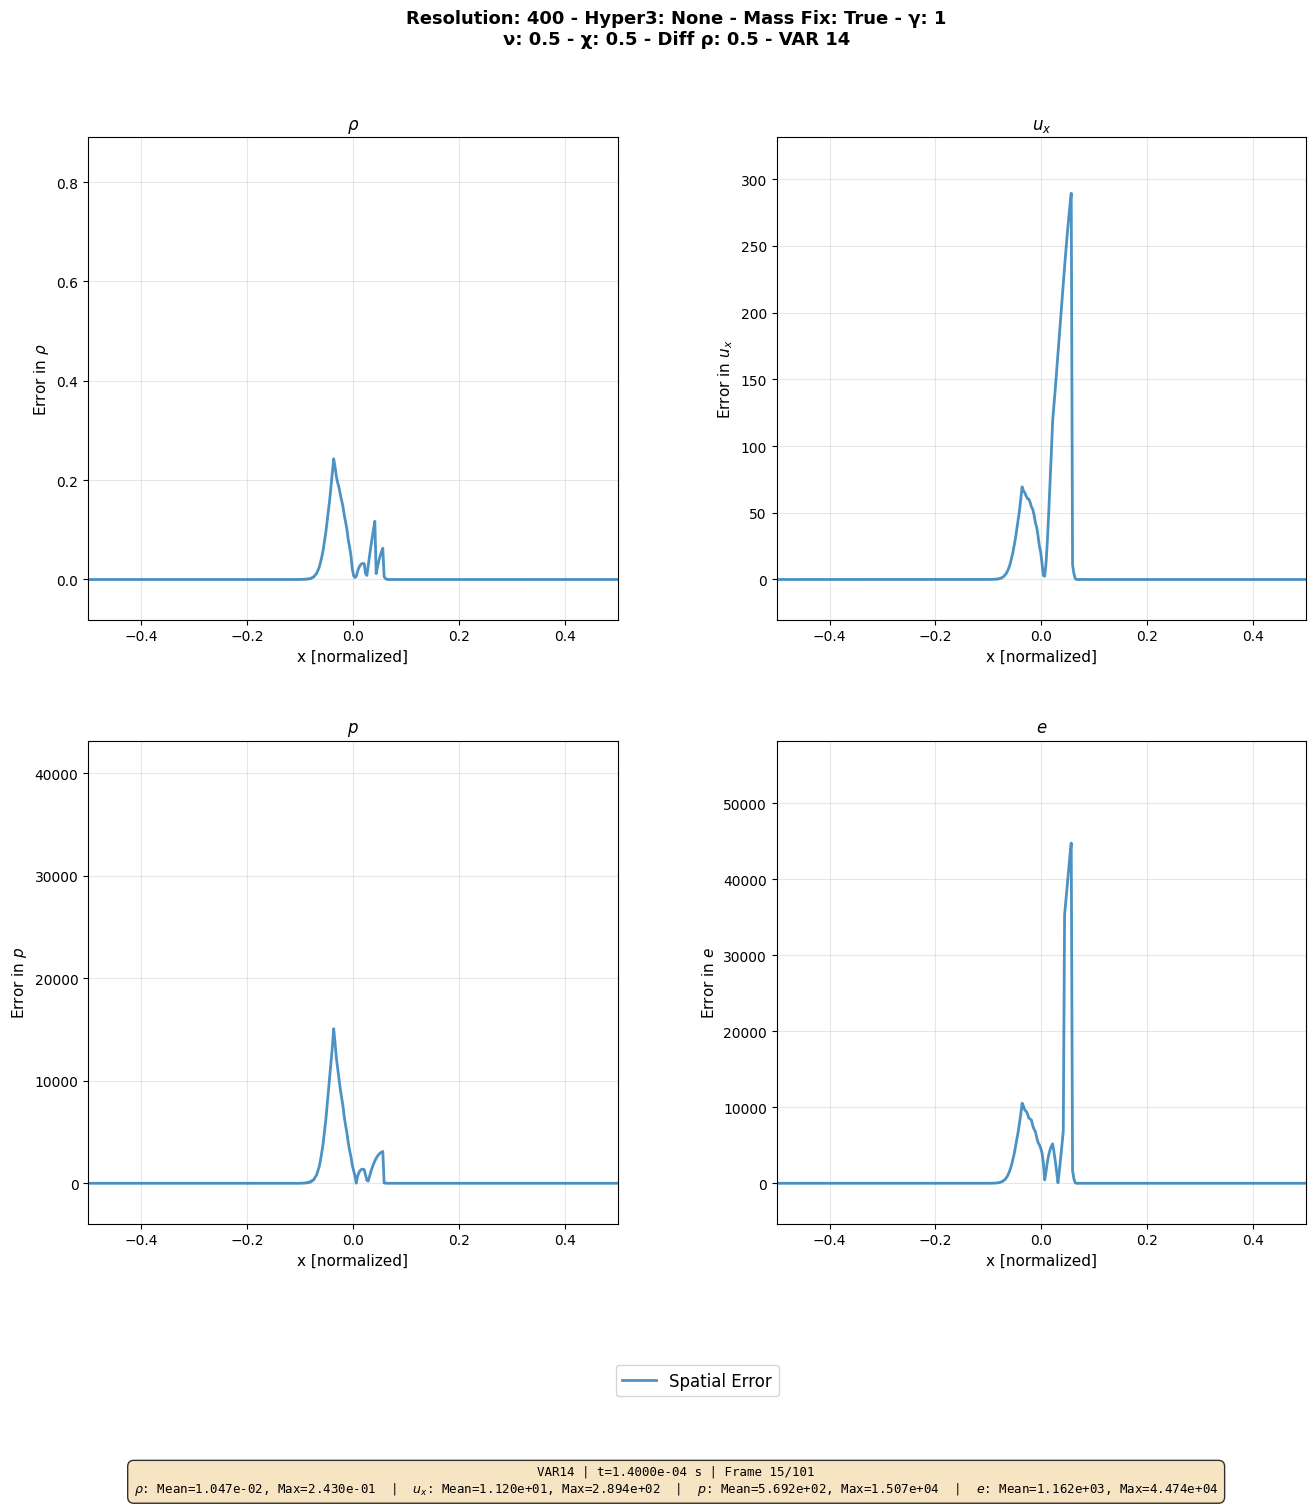 Resolution: 400 - Hyper3: None - Mass Fix: True - γ: 1
ν: 0.5 - χ: 0.5 - Diff ρ: 0.5 - VAR 14
ρ
0.8
0.6
0.4
0.2
0.0
Error in ρ
−0.4 −0.2 0.0 0.2 0.4
x [normalized]
u_x
300
250
200
150
100
50
0
Error in u_x
−0.4 −0.2 0.0 0.2 0.4
x [normalized]
p
40000
30000
20000
10000
0
Error in p
−0.4 −0.2 0.0 0.2 0.4
x [normalized]
e
50000
40000
30000
20000
10000
0
Error in e
−0.4 −0.2 0.0 0.2 0.4
x [normalized]
Spatial Error
VAR14 | t=1.4000e-04 s | Frame 15/101
ρ: Mean=1.047e-02, Max=2.430e-01 | u_x: Mean=1.120e+01, Max=2.894e+02 | p: Mean=5.692e+02, Max=1.507e+04 | e: Mean=1.162e+03, Max=4.474e+04